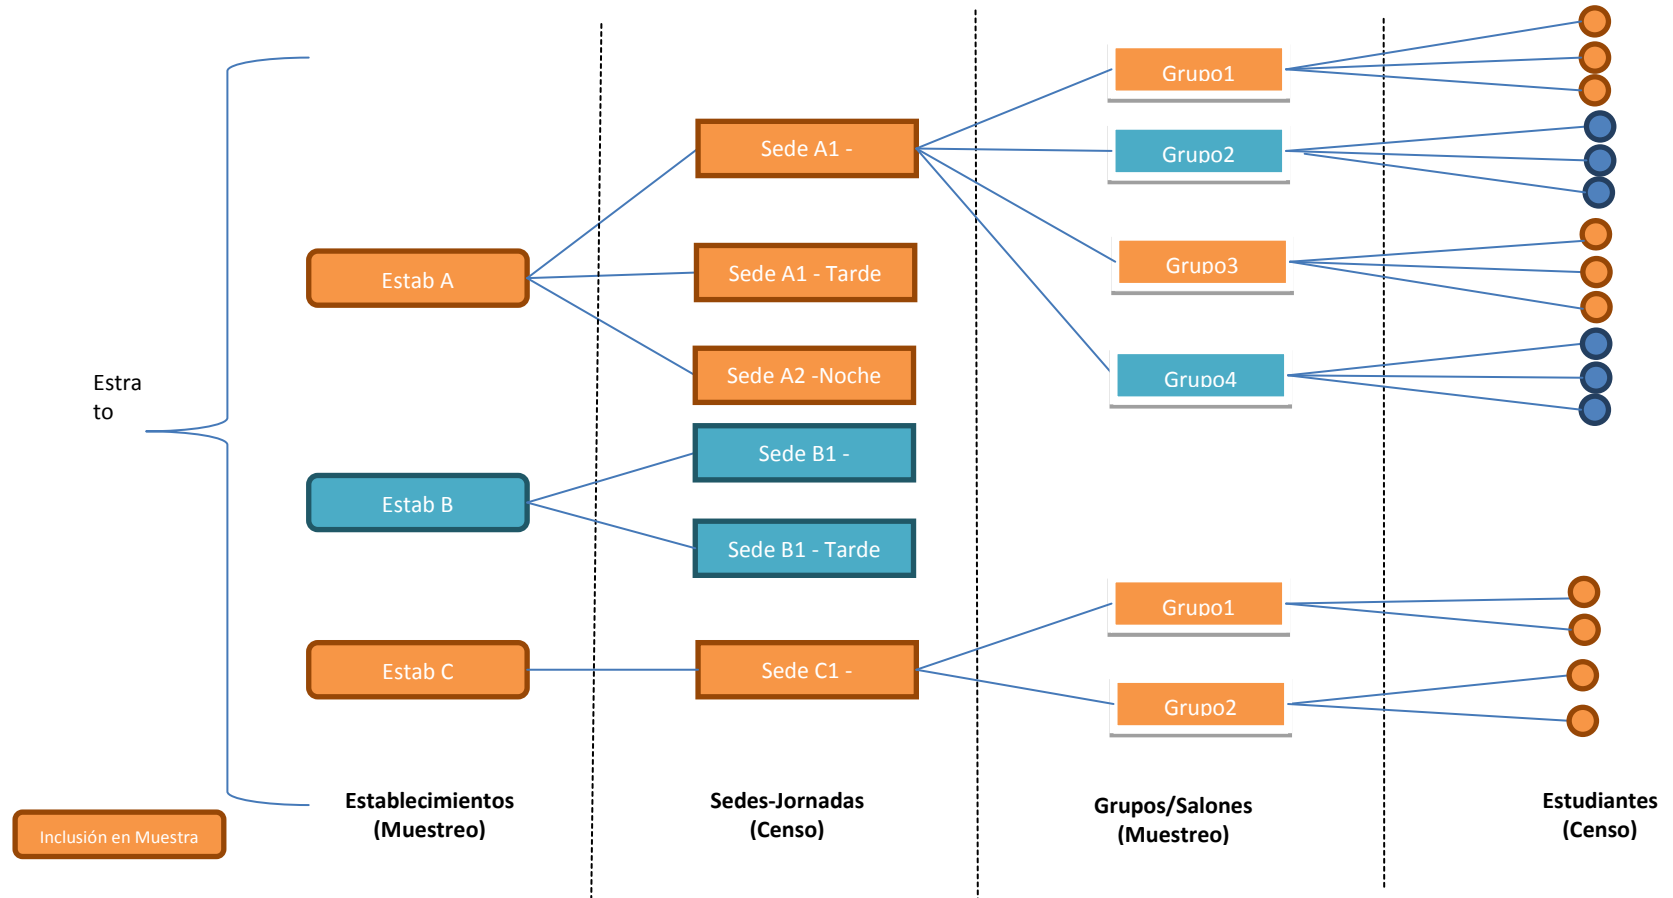 Estra
to
Estab A
Estab B
Estab C
Sede A1 -
Sede A1 - Tarde
Sede A2 -Noche
Sede B1 -
Sede B1 - Tarde
Sede C1 -
Grupo1
Grupo2
Grupo3
Grupo4
Grupo1
Grupo2
Establecimientos
(Muestreo)
Sedes-Jornadas
(Censo)
Grupos/Salones
(Muestreo)
Estudiantes
(Censo)
Inclusión en Muestra